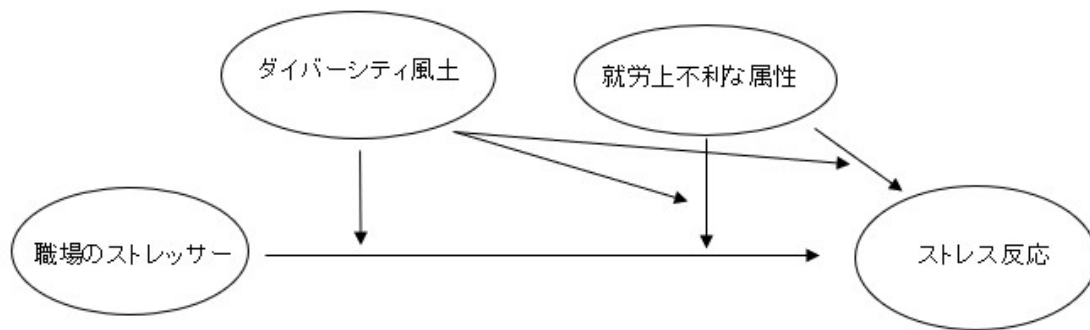 ダイバーシティ風土
就労上不利な属性
職場のストレッサー
ストレス反応